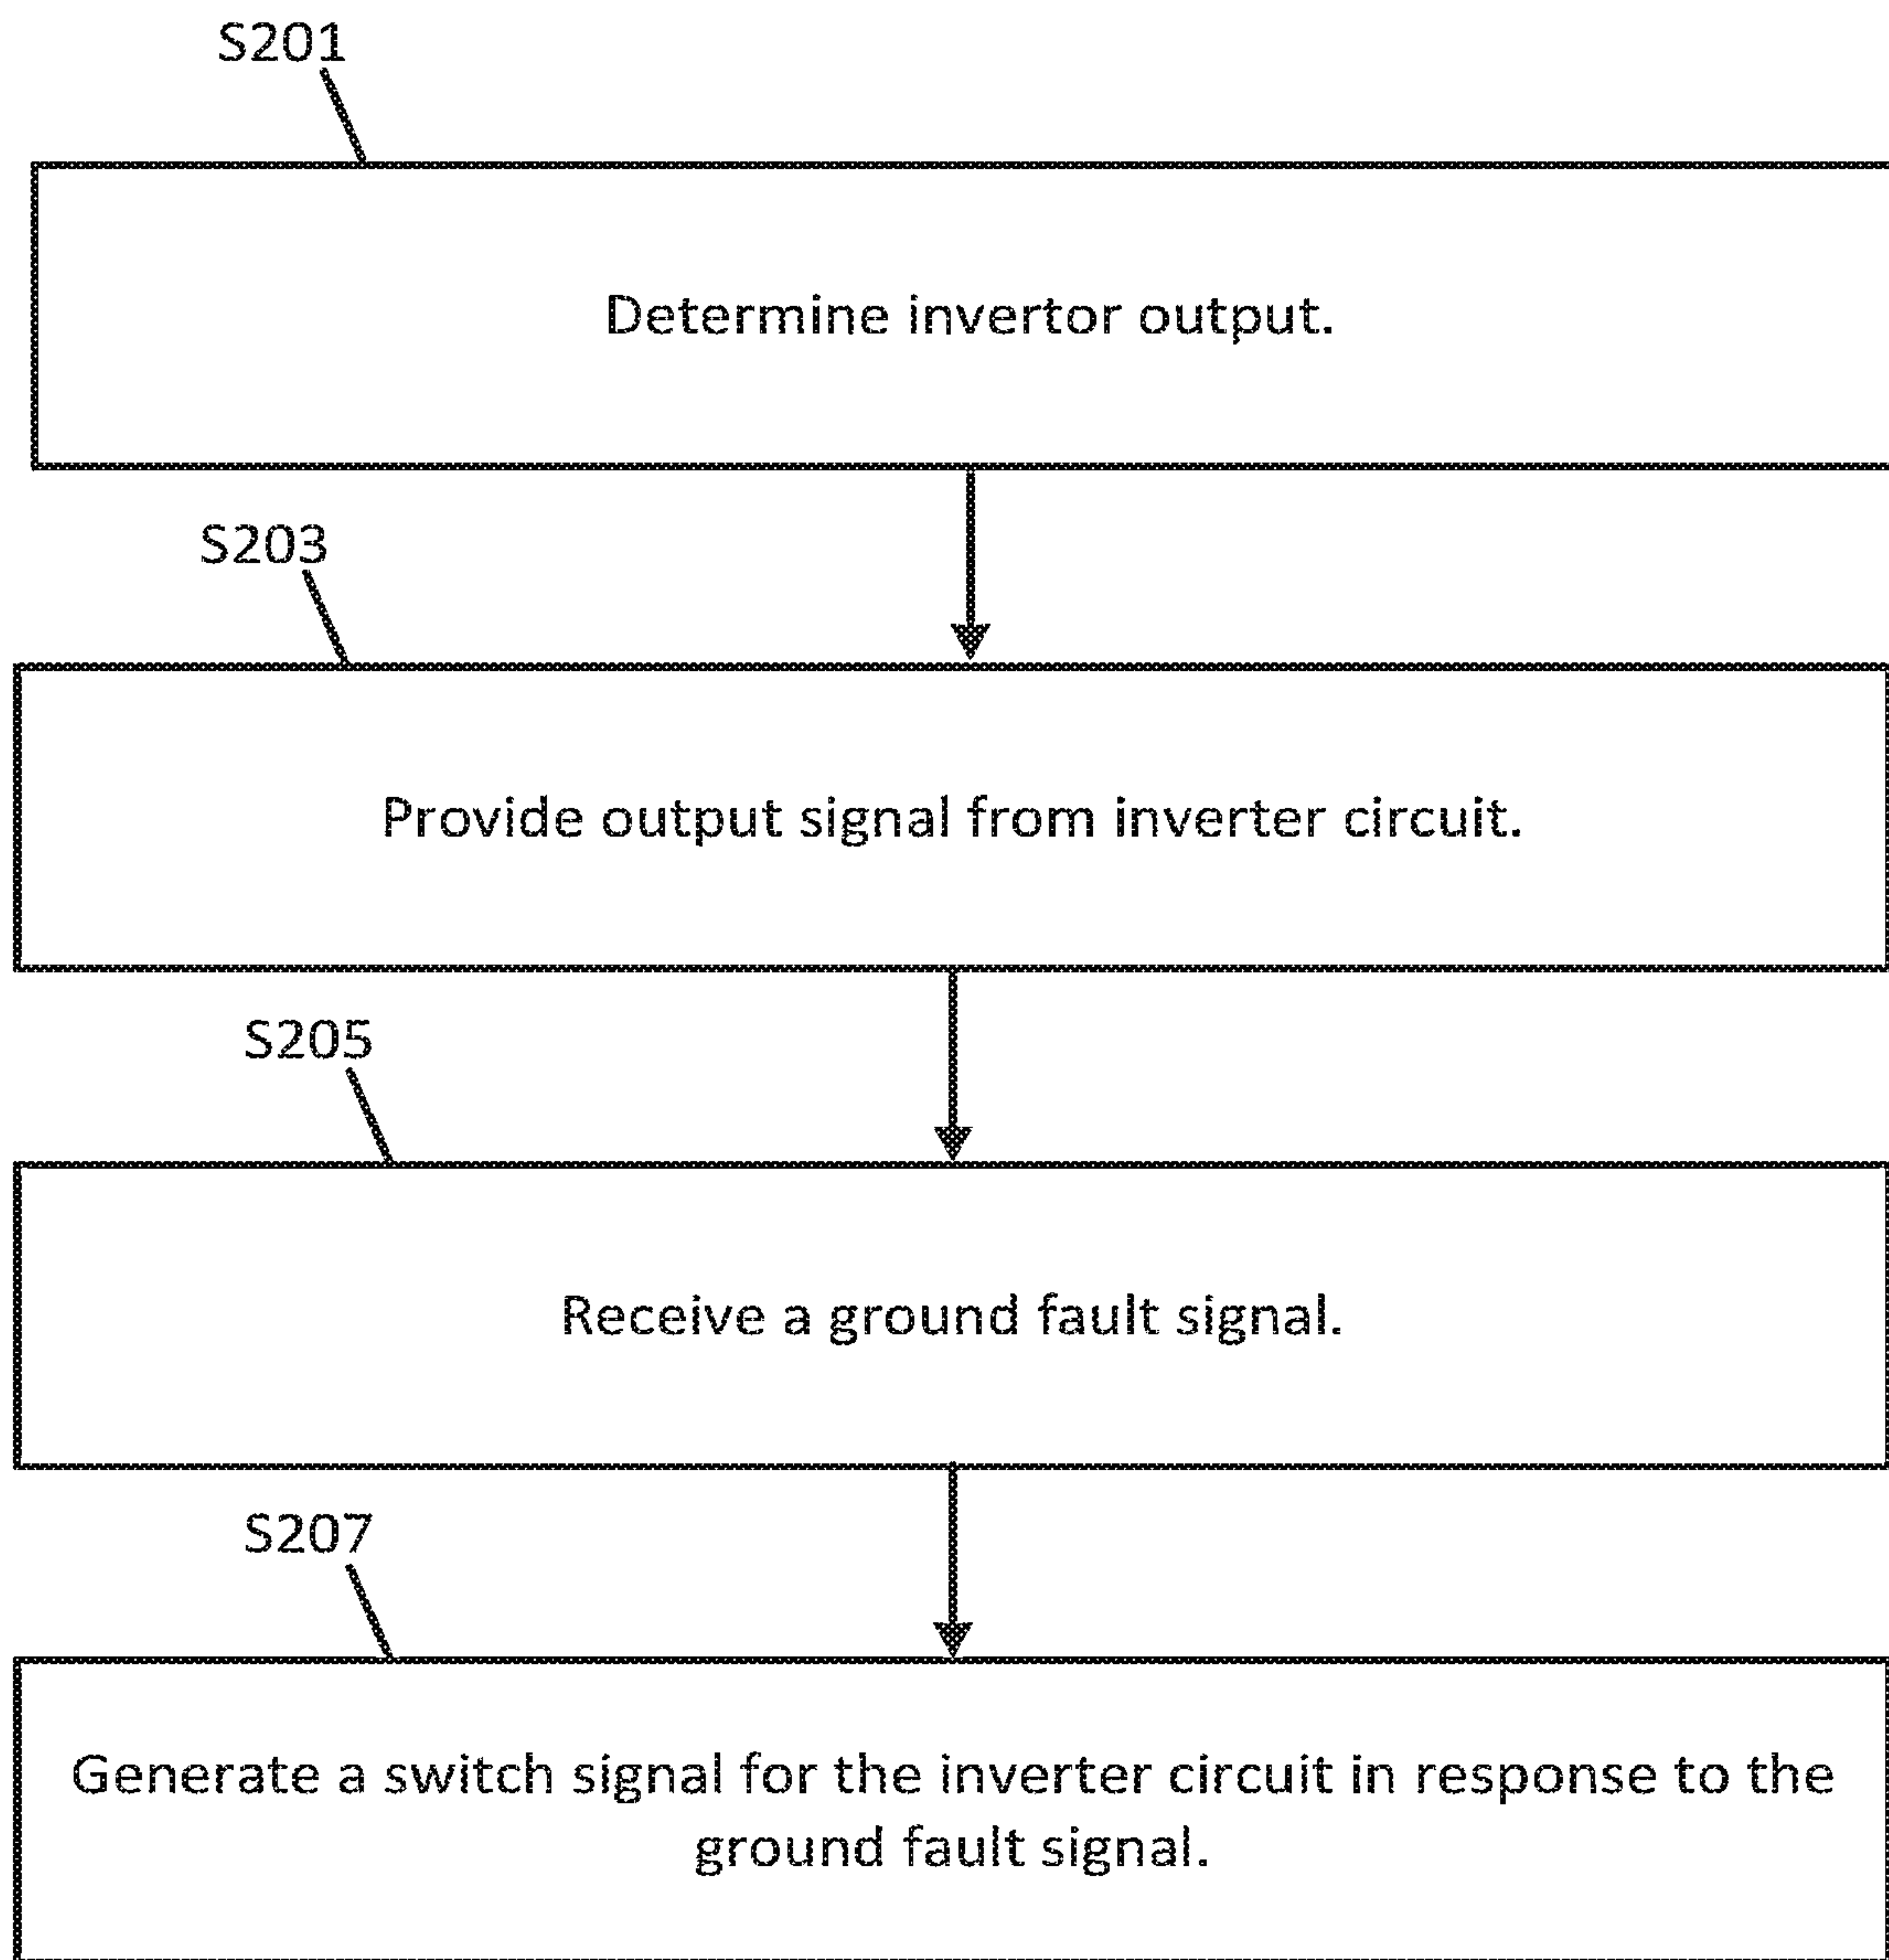 S201
Determine invertor output.
S203
Provide output signal from inverter circuit.
S205
Receive a ground fault signal.
S207
Generate a switch signal for the inverter circuit in response to the
ground fault signal.